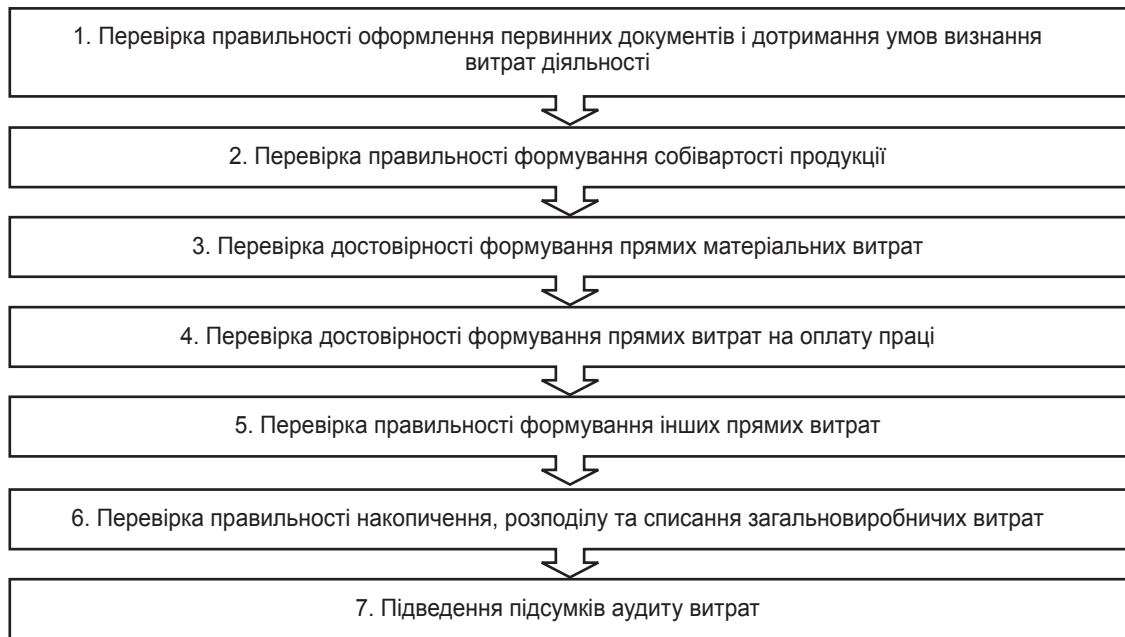 1. Перевірка правильності оформлення первинних документів і дотримання умов визнання
витрат діяльності
2. Перевірка правильності формування собівартості продукції
3. Перевірка достовірності формування прямих матеріальних витрат
4. Перевірка достовірності формування прямих витрат на оплату праці
5. Перевірка правильності формування інших прямих витрат
6. Перевірка правильності накопичення, розподілу та списання загальновиробничих витрат
7. Підведення підсумків аудиту витрат